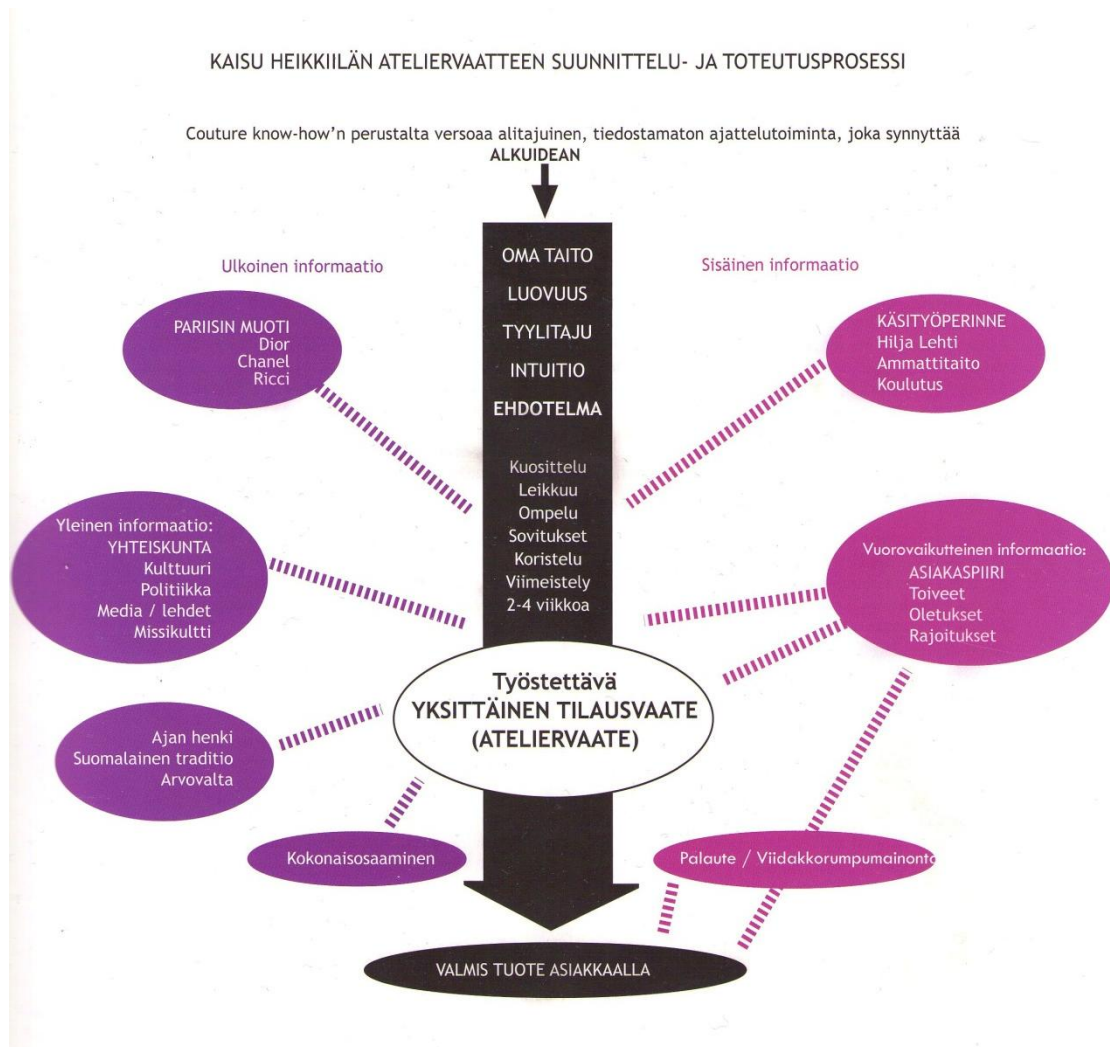 KAISU HEIKKIILÄN ATELIERVAATTEEN SUUNNITTELU- JA TOTEUTUSPROSESSI
Couture know-how'n perustalta versoaa alitajuinen, tiedostamaton ajattelutoiminta, joka synnyttää
ALKUIDEAN
Ulkoinen informaatio
Sisäinen informaatio
OMA TAITO
LUOVUUS
TYYLITAJU
INTUITIO
EHDOTELMA
Kuosittelu
Leikkuu
Ompelu
Sovitukset
Koristelu
Viimeistely
2-4 viikkoa
PARIISIN MUOTI
Dior
Chanel
Ricci
KÄSITYÖPERINNE
Hilja Lehti
Ammattitaito
Koulutus
Yleinen informaatio:
YHTEISKUNTA
Kulttuuri
Politiikka
Media / lehdet
Missikultti
Vuorovaikutteinen informaatio:
ASIAKASPIIRI
Toiveet
Oletukset
Rajoitukset
Työstettävä
YKSITTÄINEN TILAUSVAATE
(ATELIERVAATE)
Ajan henki
Suomalainen traditio
Arvovalta
Kokonaisosaaminen
Palaute / Viidakkorumpumainonta
VALMIS TUOTE ASIAKKAALLA